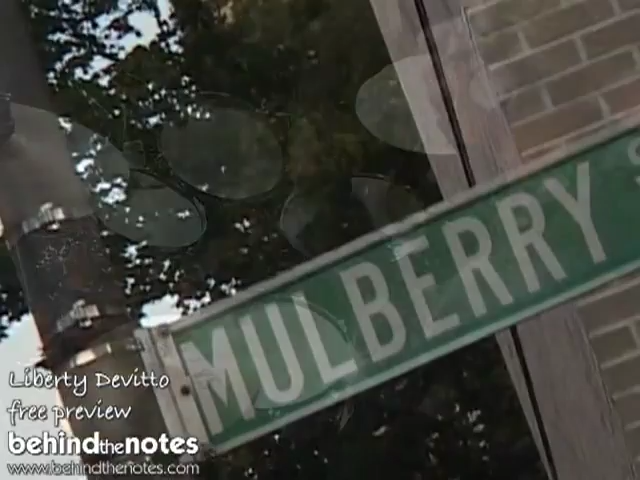 MULBERRY S
Liberty Devitto
free preview
behindthenotes
www.behindthenotes.com